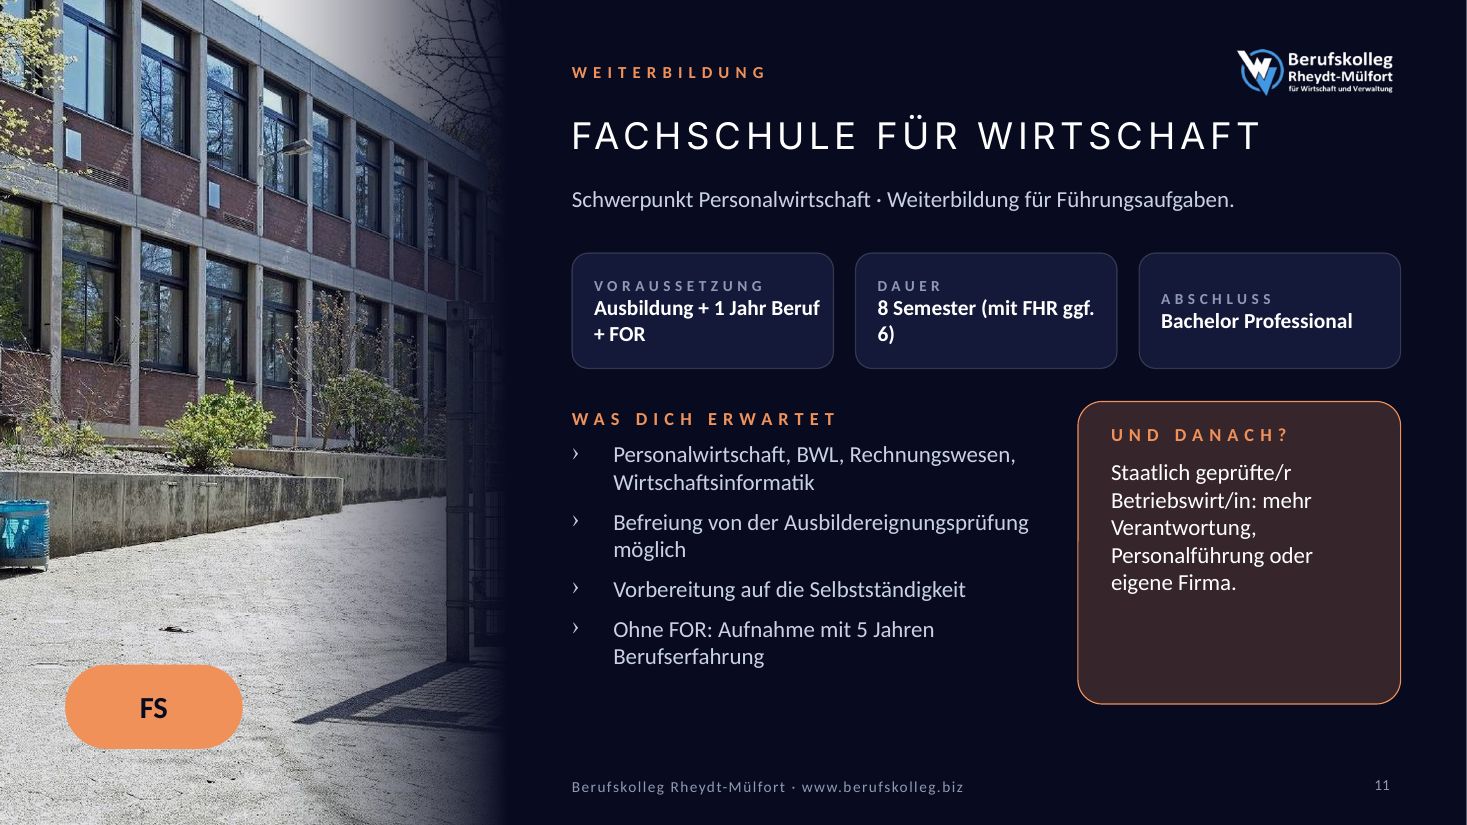 WEITERBILDUNG
Berufskolleg
Rheydt-Mülfort
für Wirtschaft und Verwaltung
FACHSCHULE FÜR WIRTSCHAFT
Schwerpunkt Personalwirtschaft · Weiterbildung für Führungsaufgaben.
VORAUSSETZUNG
Ausbildung + 1 Jahr Beruf
+ FOR
DAUER
8 Semester (mit FHR ggf.
6)
ABSCHLUSS
Bachelor Professional
WAS DICH ERWARTET
› Personalwirtschaft, BWL, Rechnungswesen,
Wirtschaftsinformatik
› Befreiung von der Ausbildereignungsprüfung
möglich
› Vorbereitung auf die Selbstständigkeit
› Ohne FOR: Aufnahme mit 5 Jahren
Berufserfahrung
UND DANACH?
Staatlich geprüfte/r
Betriebswirt/in: mehr
Verantwortung,
Personalführung oder
eigene Firma.
FS
Berufskolleg Rheydt-Mülfort · www.berufskolleg.biz
11